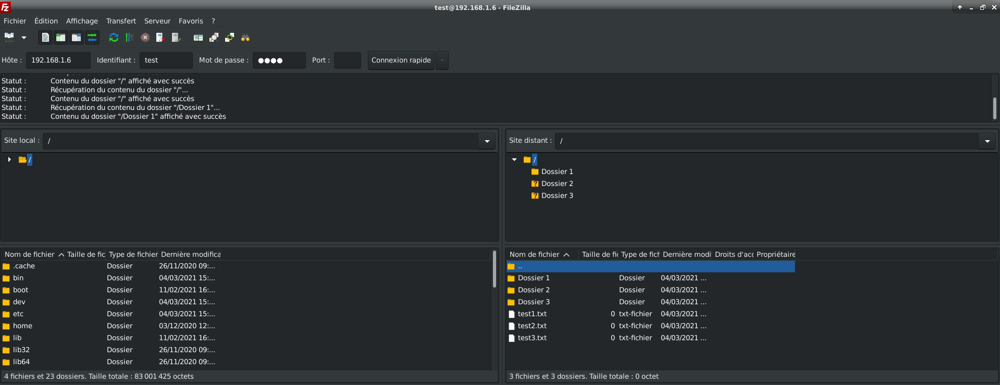 test@192.168.1.6 - FileZilla
Fichier Édition Affichage Transfert Serveur Favoris ?
Hôte : 192.168.1.6 Identifiant : test Mot de passe : ●●●● Port : Connexion rapide
Statut : Contenu du dossier "/" affiché avec succès
Statut : Récupération du contenu du dossier "/"...
Statut : Contenu du dossier "/" affiché avec succès
Statut : Récupération du contenu du dossier "/Dossier 1"...
Statut : Contenu du dossier "/Dossier 1" affiché avec succès
Site local : /
/
Nom de fichier Taille de fic Type de fichier Dernière modifica
.cache Dossier 26/11/2020 09:...
bin Dossier 04/03/2021 15:...
boot Dossier 11/02/2021 16:...
dev Dossier 04/03/2021 15:...
etc Dossier 04/03/2021 15:...
home Dossier 03/12/2020 12:...
lib Dossier 11/02/2021 16:...
lib32 Dossier 26/11/2020 09:...
lib64 Dossier 26/11/2020 09:...
4 fichiers et 23 dossiers. Taille totale : 83 001 425 octets
Site distant : /
/
Dossier 1
? Dossier 2
? Dossier 3
Nom de fichier Taille de fi Type de fich Dernière modi Droits d'acc Propriétaire
..
Dossier 1 Dossier 04/03/2021 ...
Dossier 2 Dossier 04/03/2021 ...
Dossier 3 Dossier 04/03/2021 ...
test1.txt 0 txt-fichier 04/03/2021 ...
test2.txt 0 txt-fichier 04/03/2021 ...
test3.txt 0 txt-fichier 04/03/2021 ...
3 fichiers et 3 dossiers. Taille totale : 0 octet